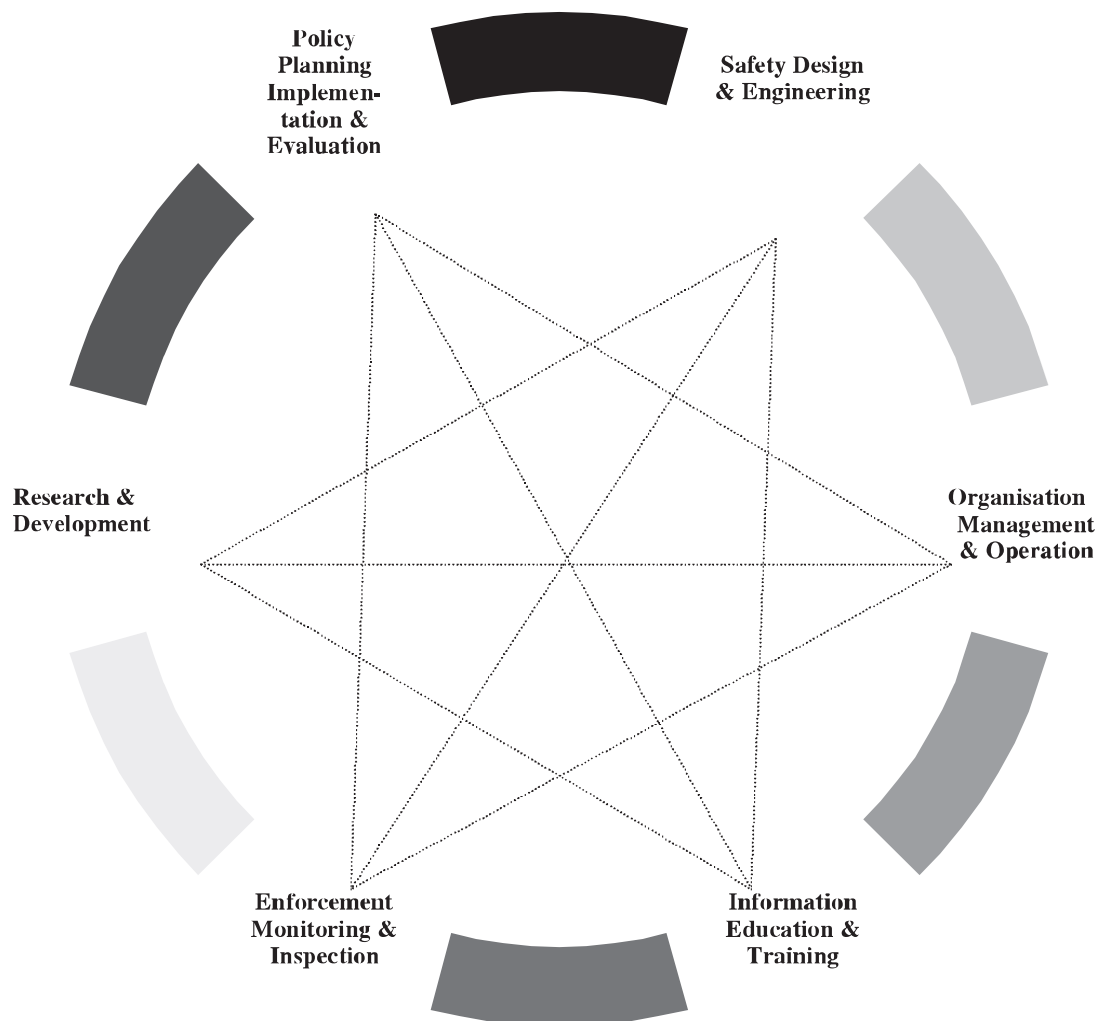 Policy
Planning
Implemen-
tation &
Evaluation
Safety Design
& Engineering
Research &
Development
Organisation
Management
& Operation
Enforcement
Monitoring &
Inspection
Information
Education &
Training